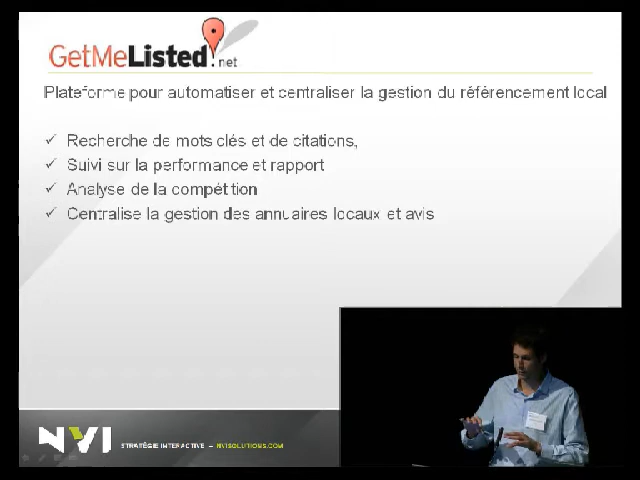 GetMeListed.net
Plateforme pour automatiser et centraliser la gestion du référencement local
✓ Recherche de mots clés et de citations,
✓ Suivi sur la performance et rapport
✓ Analyse de la compétition
✓ Centralise la gestion des annuaires locaux et avis
NVI STRATÉGIE INTERACTIVE – NVISOLUTIONS.COM